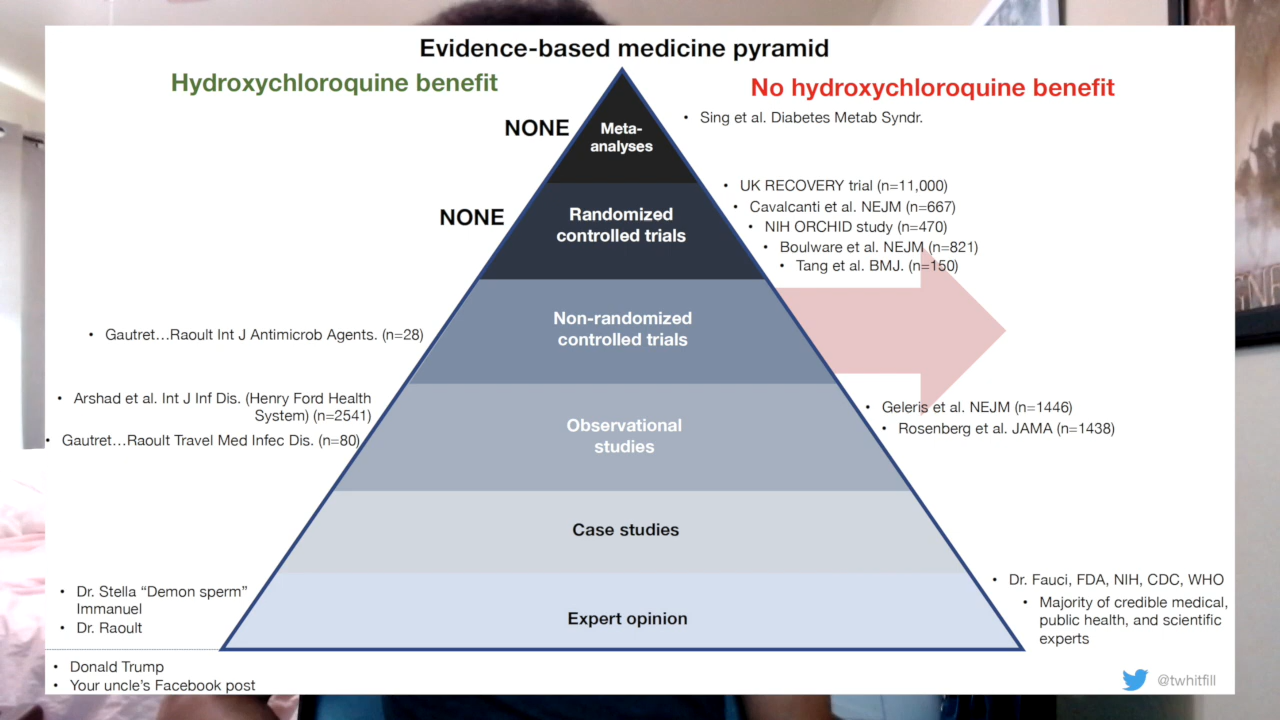 Evidence-based medicine pyramid
Hydroxychloroquine benefit
No hydroxychloroquine benefit
NONE
Meta-
analyses
• Sing et al. Diabetes Metab Syndr.
NONE
Randomized
controlled trials
• UK RECOVERY trial (n=11,000)
• Cavalcanti et al. NEJM (n=667)
• NIH ORCHID study (n=470)
• Boulware et al. NEJM (n=821)
• Tang et al. BMJ. (n=150)
• Gautret…Raoult Int J Antimicrob Agents. (n=28)
Non-randomized
controlled trials
• Arshad et al. Int J Inf Dis. (Henry Ford Health
System) (n=2541)
• Gautret…Raoult Travel Med Infec Dis. (n=80)
Observational
studies
• Geleris et al. NEJM (n=1446)
• Rosenberg et al. JAMA (n=1438)
Case studies
• Dr. Stella “Demon sperm”
Immanuel
• Dr. Raoult
Expert opinion
• Dr. Fauci, FDA, NIH, CDC, WHO
• Majority of credible medical,
public health, and scientific
experts
• Donald Trump
• Your uncle’s Facebook post
@twhitfill